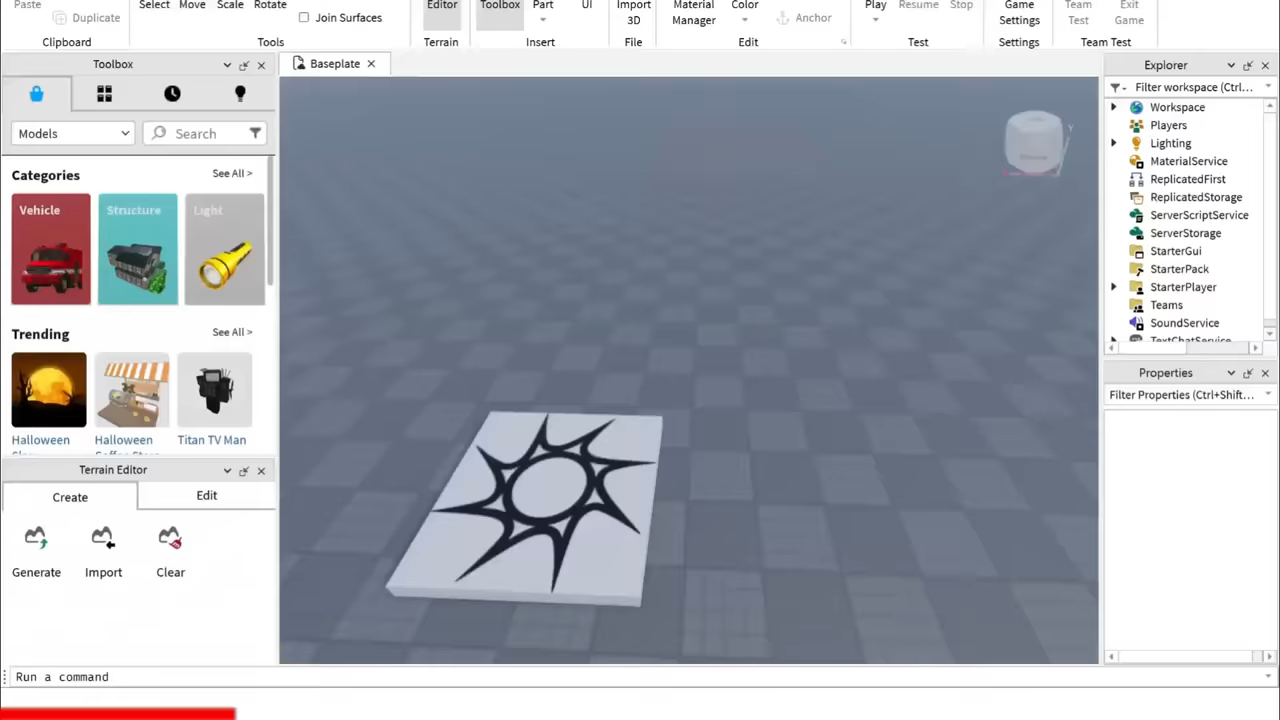 Paste
Duplicate
Clipboard
Select Move Scale Rotate
Join Surfaces
Tools
Editor
Terrain
Toolbox Part UI
Insert
Import
3D
File
Material
Manager
Color
Anchor
Edit
Play Resume Stop
Test
Game
Settings
Settings
Team
Test
Exit
Game
Team Test
Toolbox
Models
Search
Categories
See All >
Vehicle
Structure
Light
Trending
See All >
Halloween
Halloween
Titan TV Man
Terrain Editor
Create
Edit
Generate
Import
Clear
Baseplate
Explorer
Filter workspace (Ctrl...
Workspace
Players
Lighting
MaterialService
ReplicatedFirst
ReplicatedStorage
ServerScriptService
ServerStorage
StarterGui
StarterPack
StarterPlayer
Teams
SoundService
TextChatService
Properties
Filter Properties (Ctrl+Shift...
Run a command